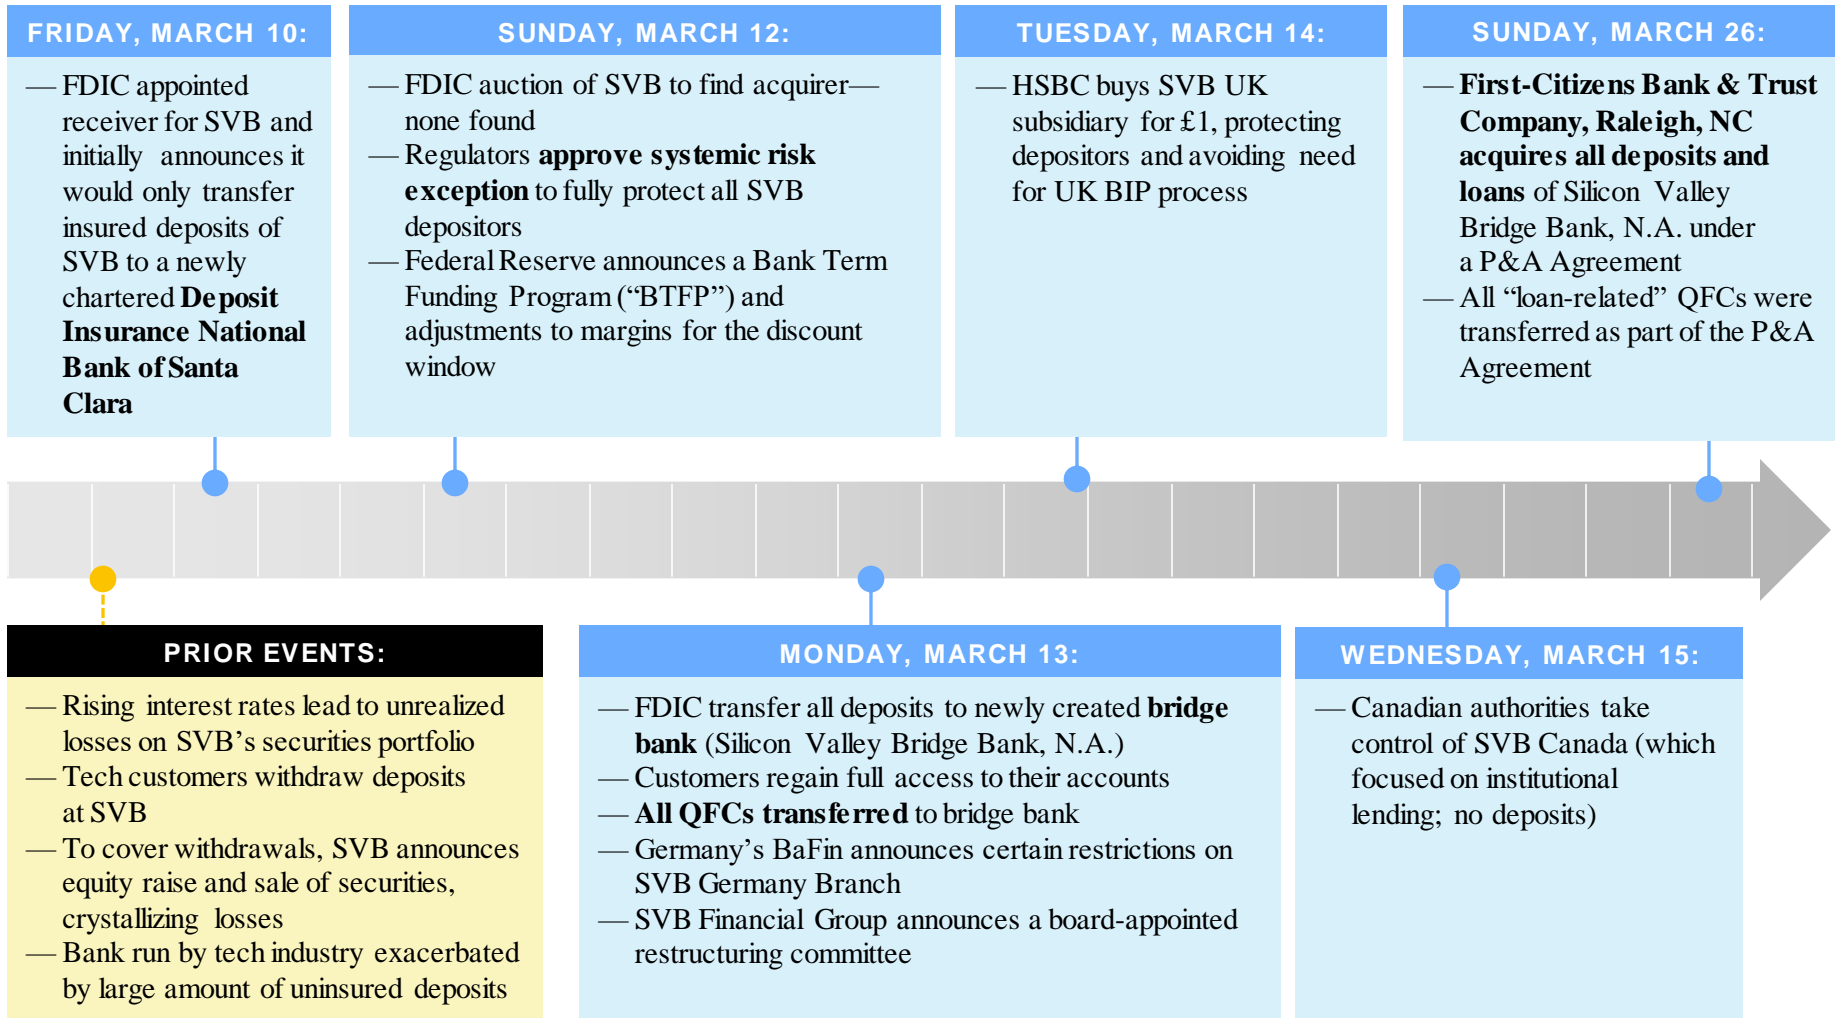 FRIDAY, MARCH 10:
— FDIC appointed
receiver for SVB and
initially announces it
would only transfer
insured deposits of
SVB to a newly
chartered Deposit
Insurance National
Bank of Santa
Clara
SUNDAY, MARCH 12:
— FDIC auction of SVB to find acquirer—
none found
— Regulators approve systemic risk
exception to fully protect all SVB
depositors
— Federal Reserve announces a Bank Term
Funding Program (“BTFP”) and
adjustments to margins for the discount
window
TUESDAY, MARCH 14:
— HSBC buys SVB UK
subsidiary for £1, protecting
depositors and avoiding need
for UK BIP process
SUNDAY, MARCH 26:
— First-Citizens Bank & Trust
Company, Raleigh, NC
acquires all deposits and
loans of Silicon Valley
Bridge Bank, N.A. under
a P&A Agreement
— All “loan-related” QFCs were
transferred as part of the P&A
Agreement
PRIOR EVENTS:
— Rising interest rates lead to unrealized
losses on SVB’s securities portfolio
— Tech customers withdraw deposits
at SVB
— To cover withdrawals, SVB announces
equity raise and sale of securities,
crystallizing losses
— Bank run by tech industry exacerbated
by large amount of uninsured deposits
MONDAY, MARCH 13:
— FDIC transfer all deposits to newly created bridge
bank (Silicon Valley Bridge Bank, N.A.)
— Customers regain full access to their accounts
— All QFCs transferred to bridge bank
— Germany’s BaFin announces certain restrictions on
SVB Germany Branch
— SVB Financial Group announces a board-appointed
restructuring committee
WEDNESDAY, MARCH 15:
— Canadian authorities take
control of SVB Canada (which
focused on institutional
lending; no deposits)